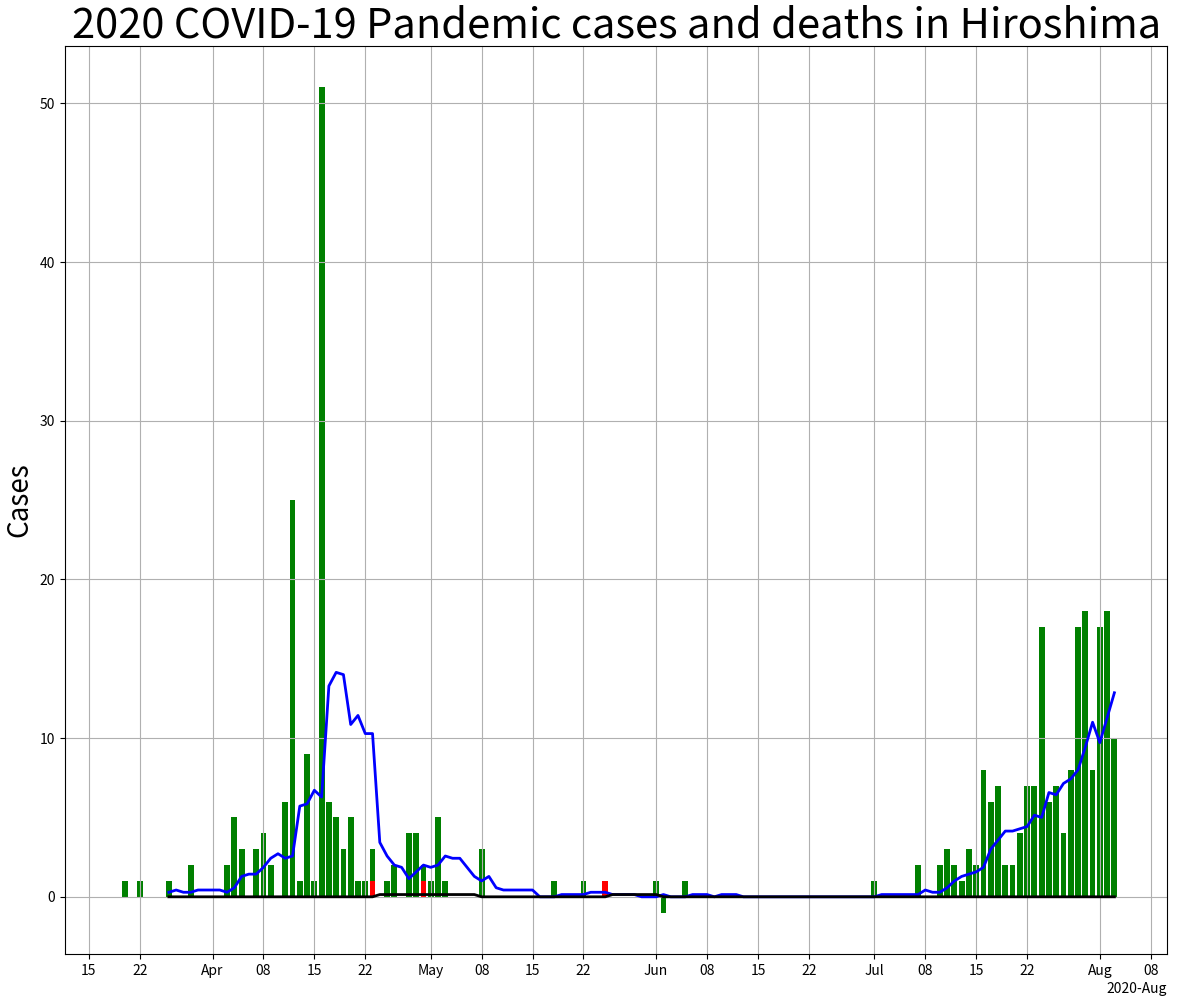 2020 COVID-19 Pandemic cases and deaths in Hiroshima
50
40
30
20
10
0
Cases
15 22 Apr 08 15 22 May 08 15 22 Jun 08 15 22 Jul 08 15 22 Aug 08
2020-Aug